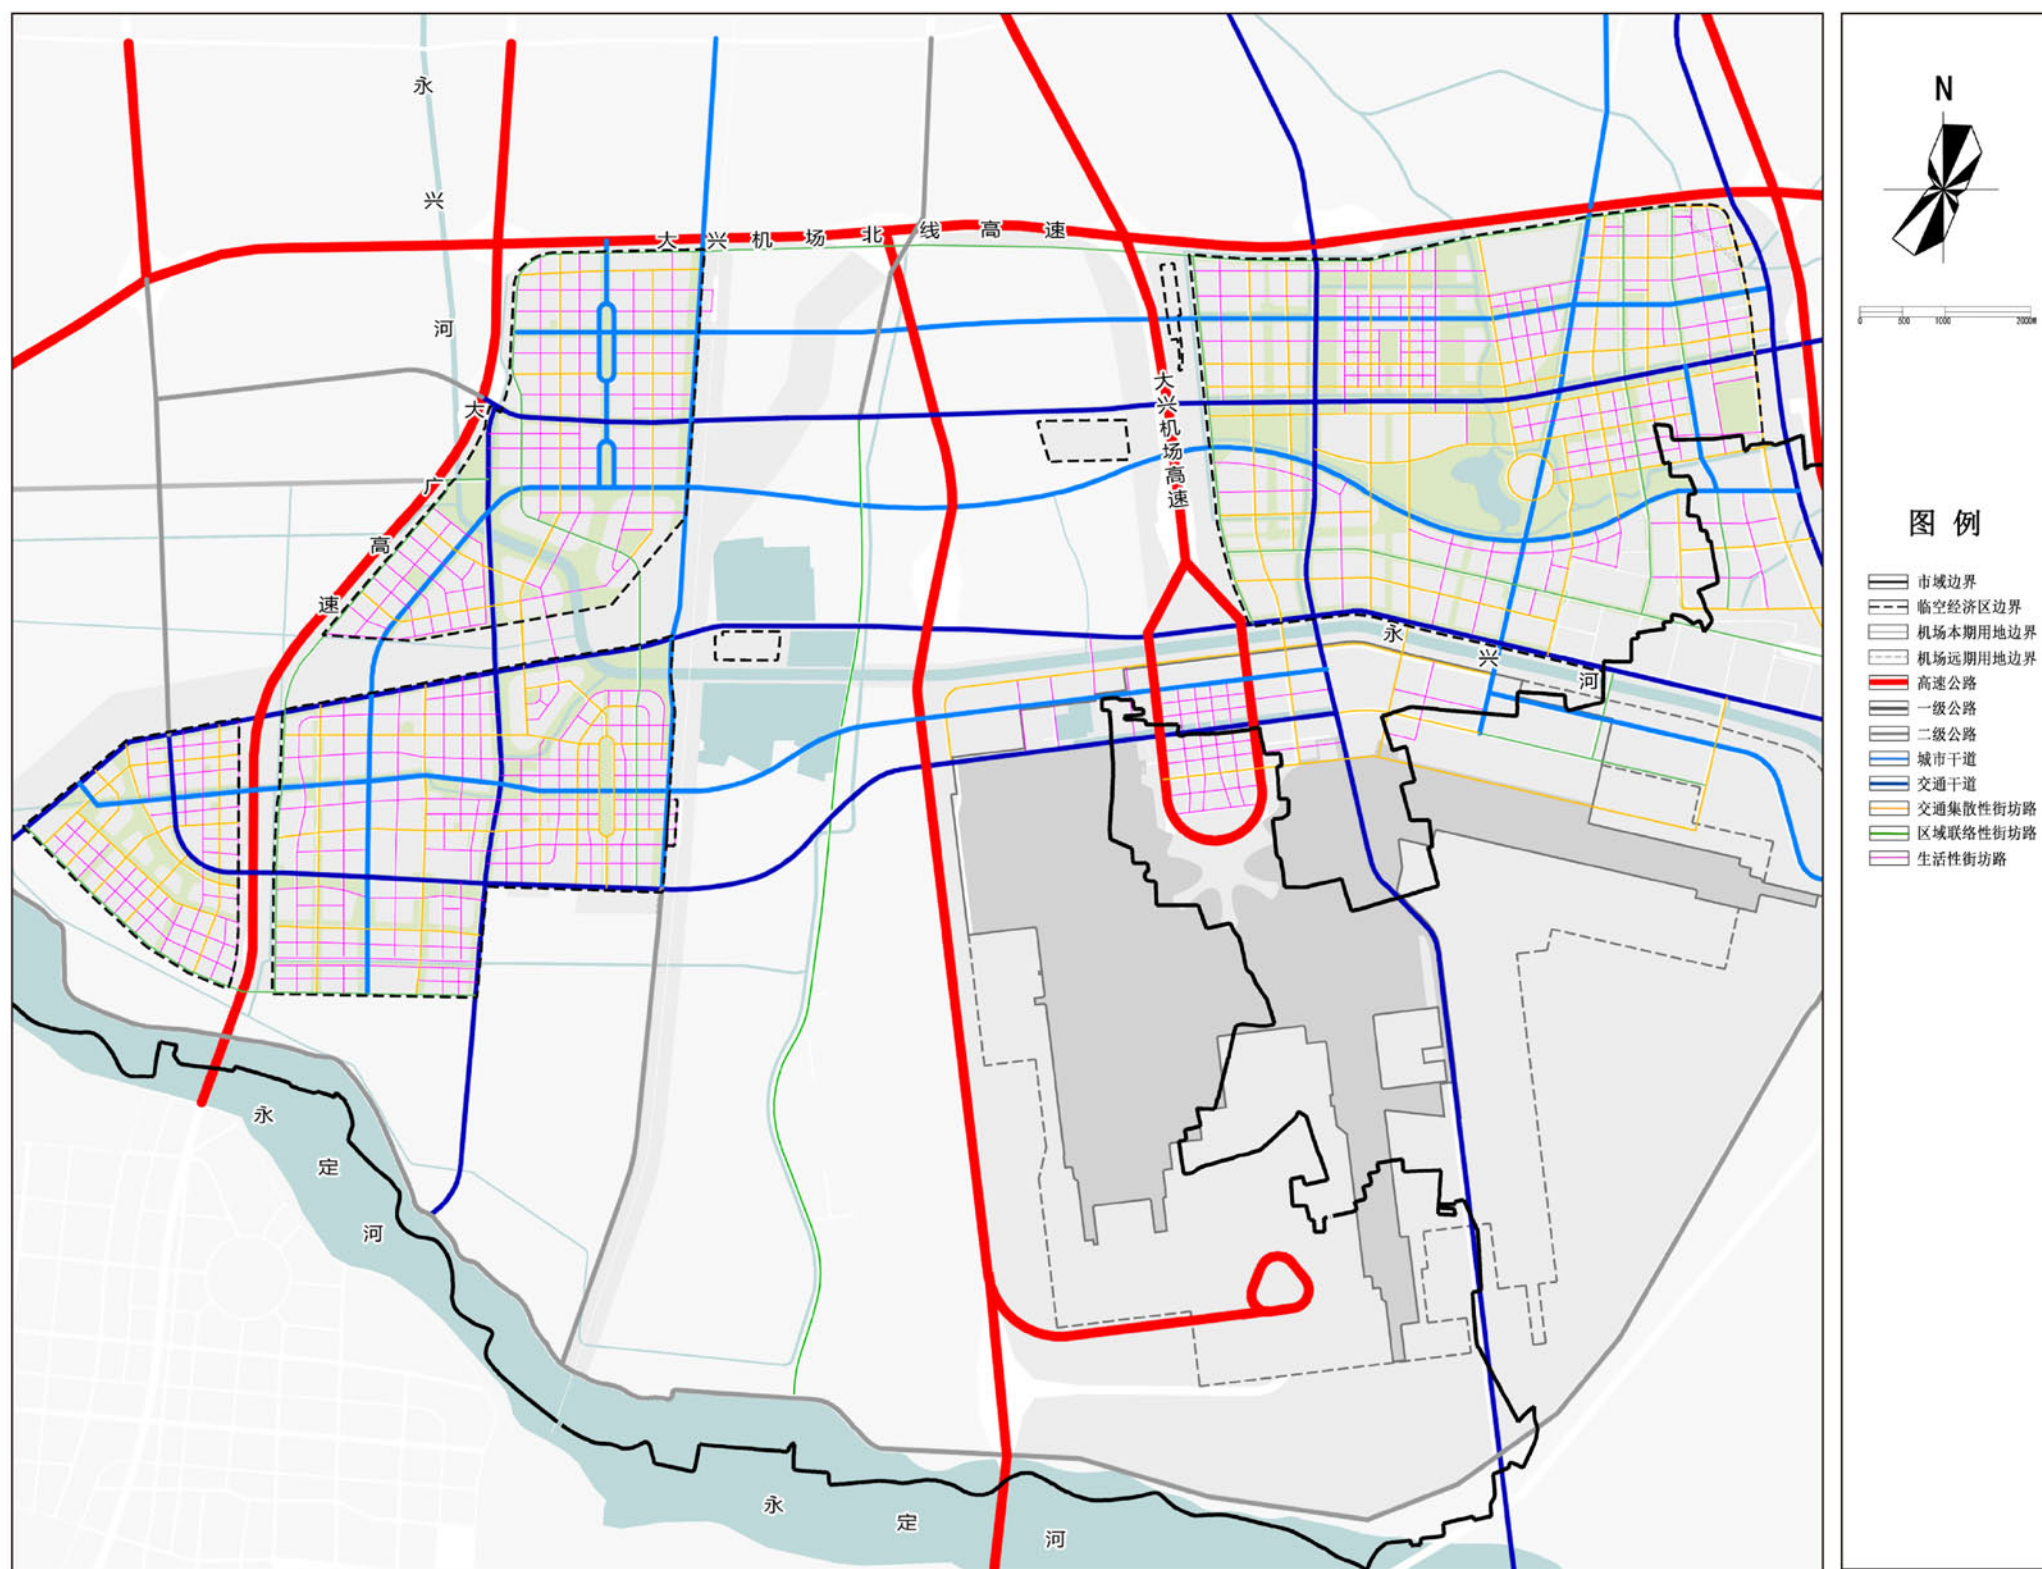 永兴河
大兴机场北线高速
大广高速
大兴机场高速
永兴河
永定河
永定河
N
0 500 1000 2000M
图例
市域边界
临空经济区边界
机场本期用地边界
机场远期用地边界
高速公路
一级公路
二级公路
城市干道
交通干道
交通集散性街坊路
区域联络性街坊路
生活性街坊路